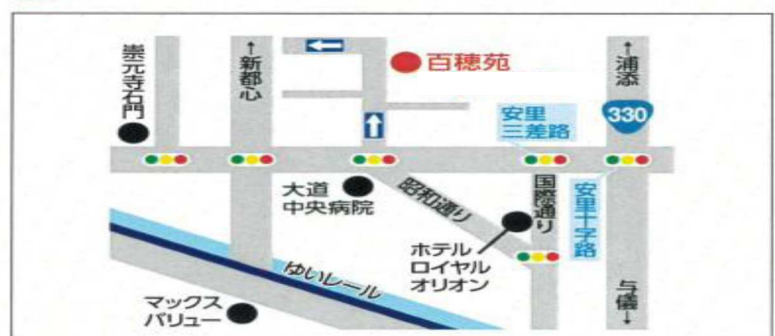 崇元寺石門
↑新都心
百穂苑
↑浦添
330
安里
三差路
大道
中央病院
昭和通り
国際通り
安里十字路
ホテル
ロイヤル
オリオン
ゆいレール
マックス
バリュー
与儀↓